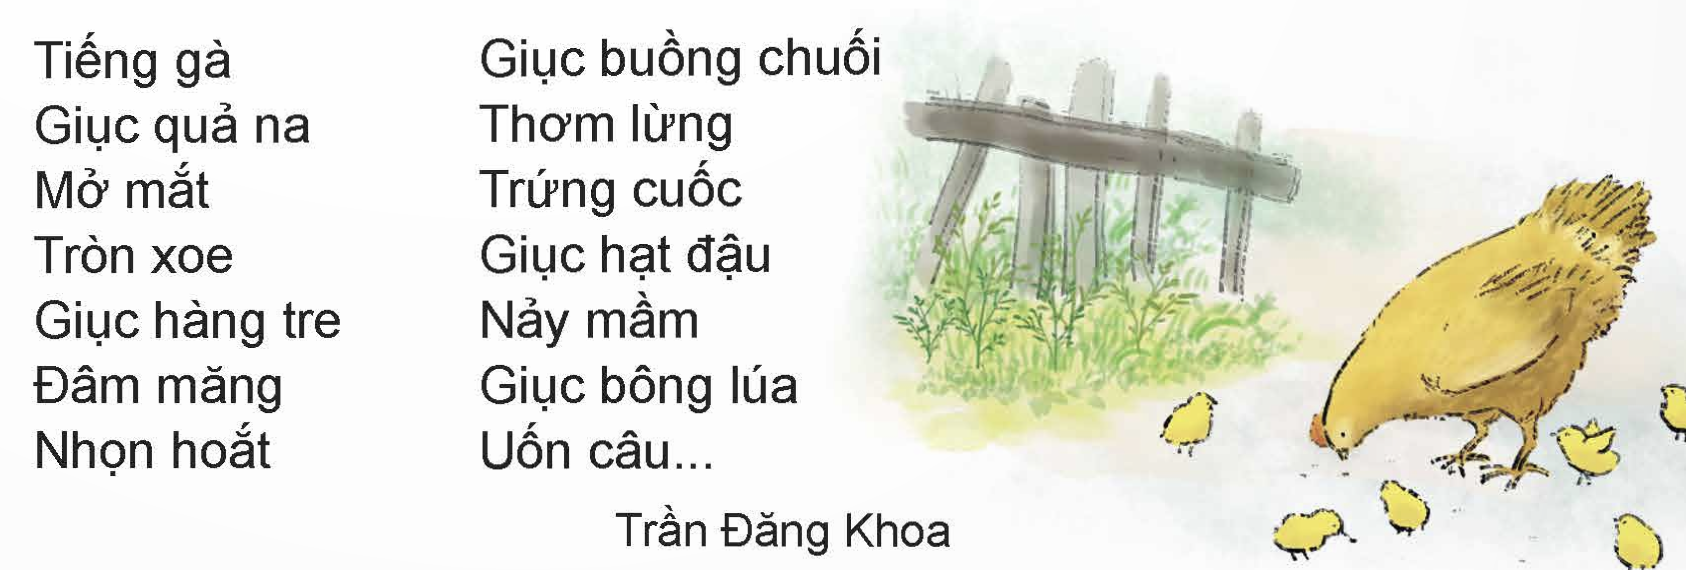 Tiếng gà
Giục quả na
Mở mắt
Tròn xoe
Giục hàng tre
Đâm măng
Nhọn hoắt
Giục buồng chuối
Thơm lừng
Trứng cuốc
Giục hạt đậu
Nảy mầm
Giục bông lúa
Uốn câu...
Trần Đăng Khoa